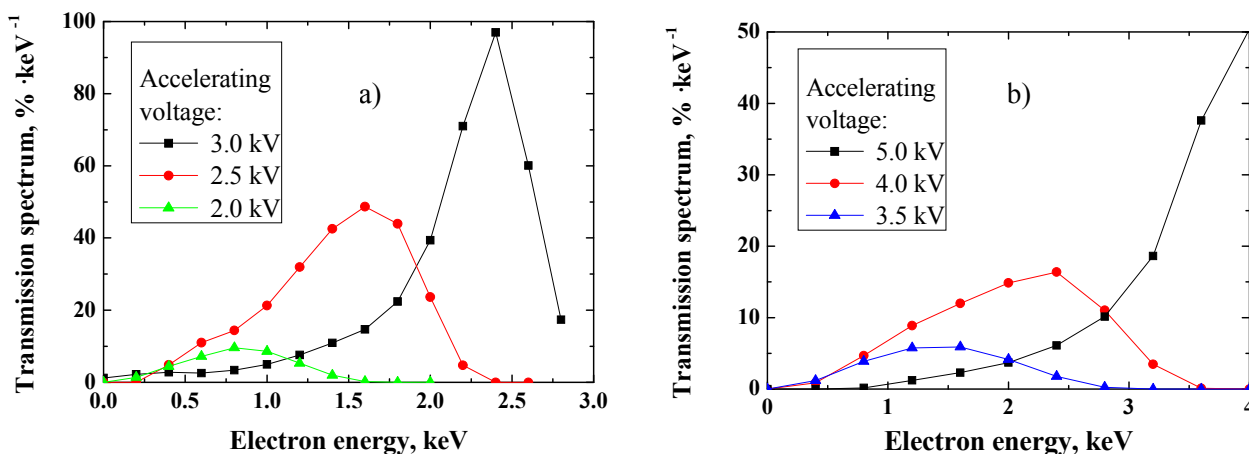 Transmission spectrum, % ·keV⁻¹
100
80
60
40
20
0
Accelerating
voltage:
3.0 kV
2.5 kV
2.0 kV
a)
0.0 0.5 1.0 1.5 2.0 2.5 3.0
Electron energy, keV
Transmission spectrum, % ·keV⁻¹
50
40
30
20
10
0
Accelerating
voltage:
5.0 kV
4.0 kV
3.5 kV
b)
0 1 2 3 4
Electron energy, keV